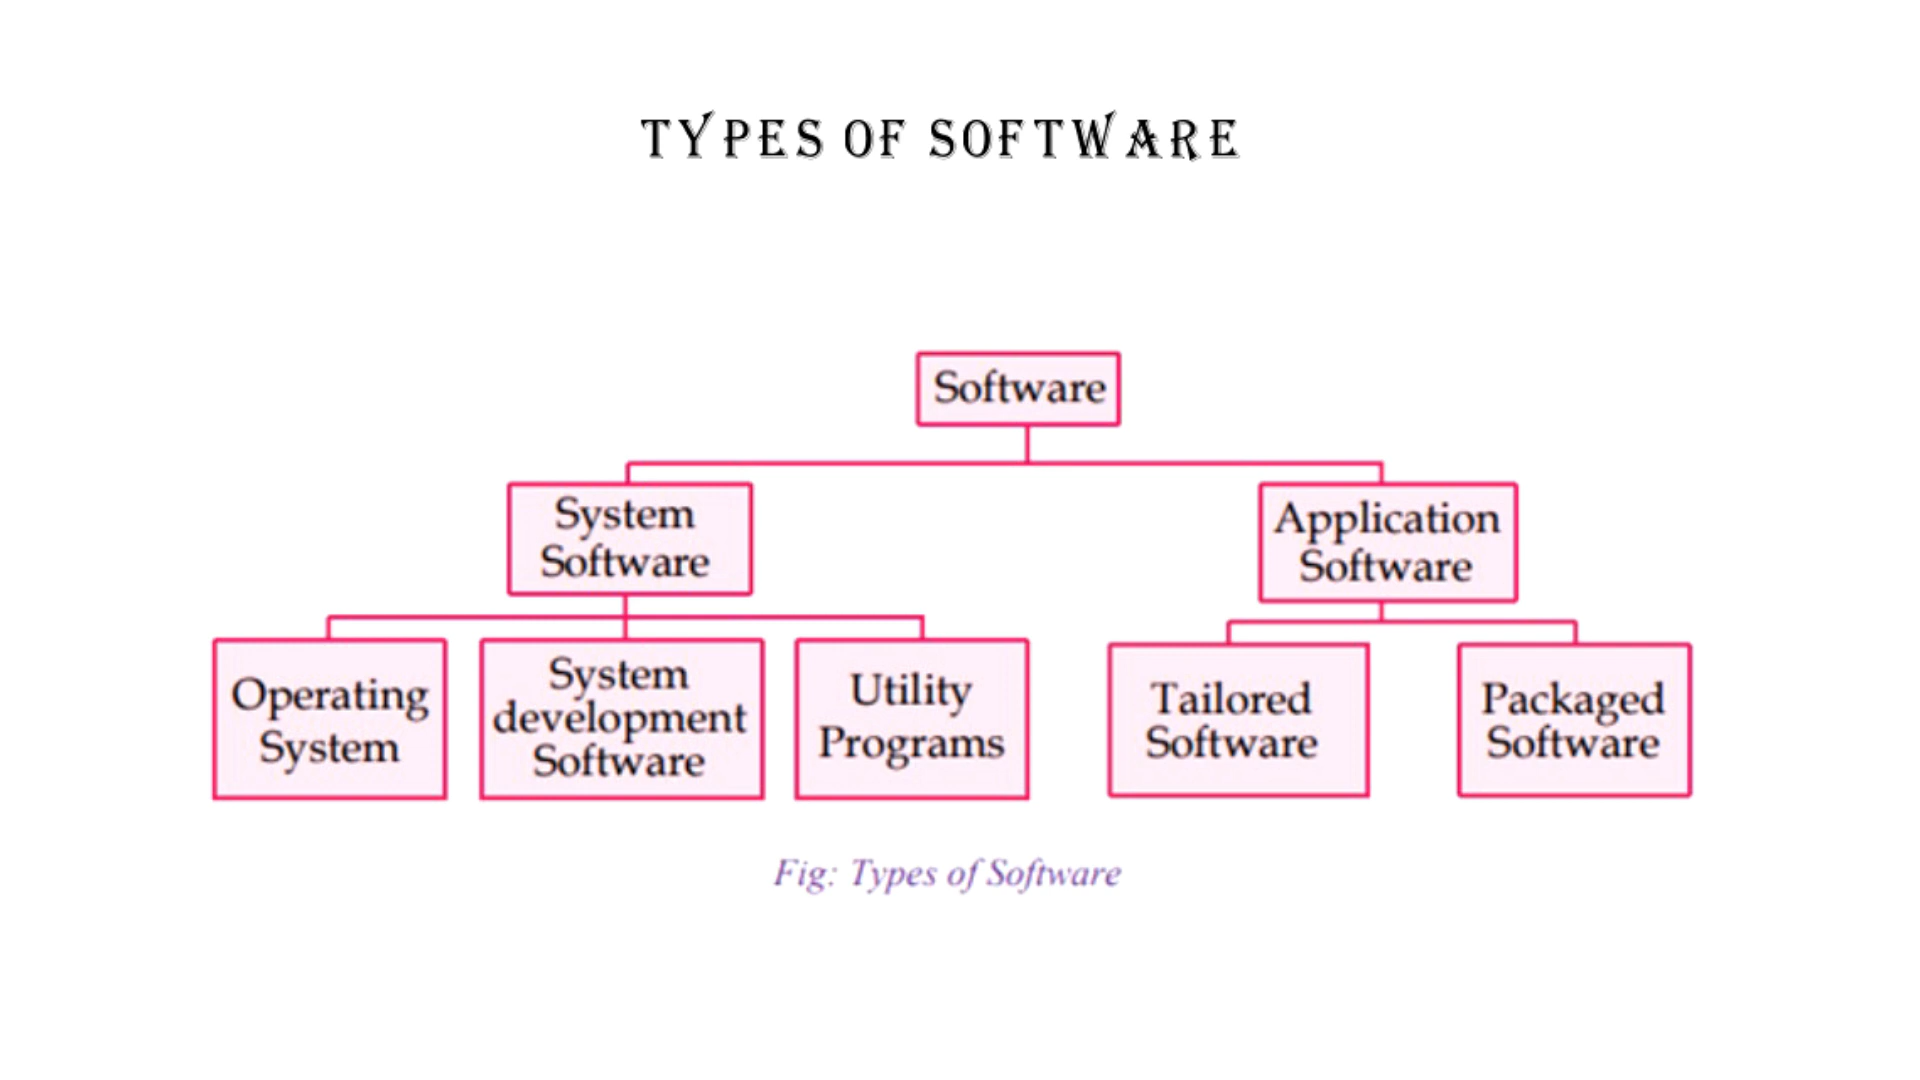 TYPES OF SOFTWARE
Software
System
Software
Application
Software
Operating
System
System
development
Software
Utility
Programs
Tailored
Software
Packaged
Software
Fig: Types of Software